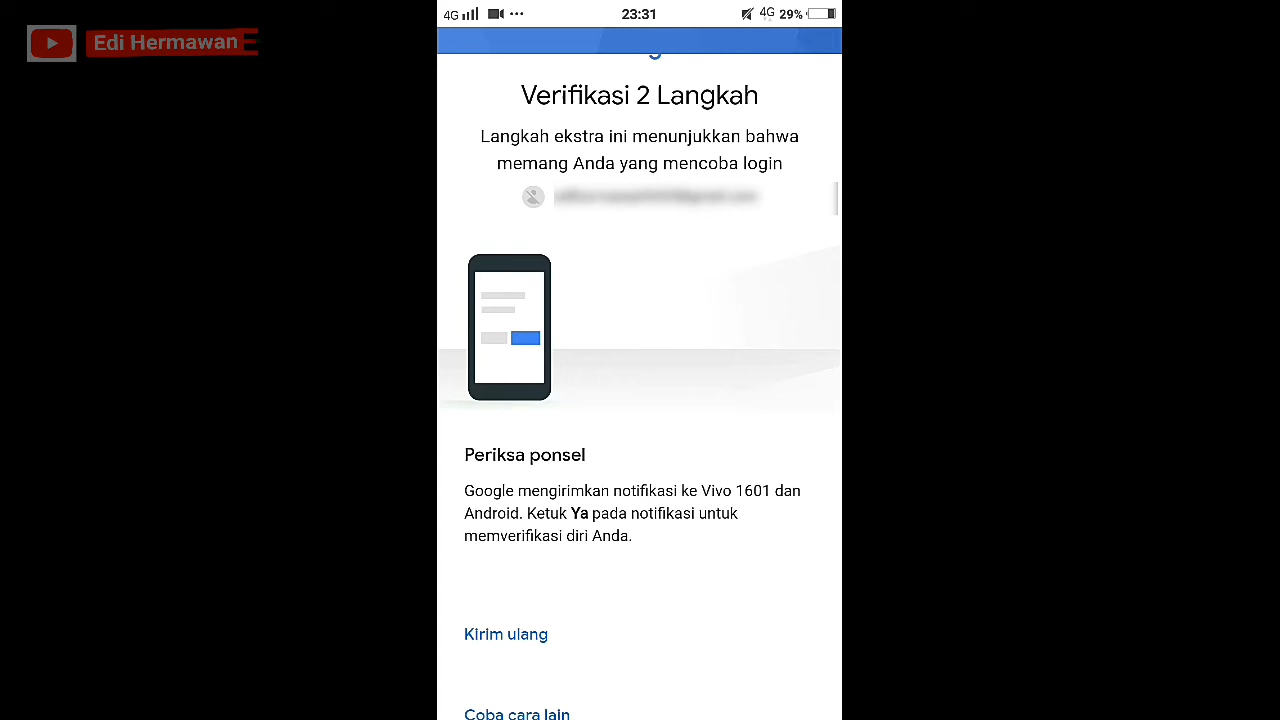 Edi Hermawan
4G
23:31
4G 29%
Verifikasi 2 Langkah
Langkah ekstra ini menunjukkan bahwa
memang Anda yang mencoba login
Periksa ponsel
Google mengirimkan notifikasi ke Vivo 1601 dan
Android. Ketuk Ya pada notifikasi untuk
memverifikasi diri Anda.
Kirim ulang
Coba cara lain